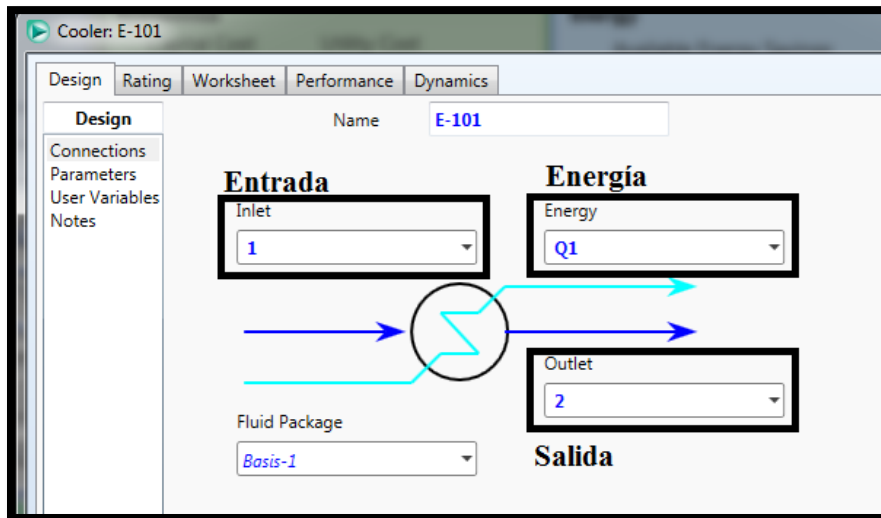 Cooler: E-101
Design Rating Worksheet Performance Dynamics
Design
Connections
Parameters
User Variables
Notes
Name E-101
Entrada
Inlet
1
Energía
Energy
Q1
Outlet
2
Salida
Fluid Package
Basis-1